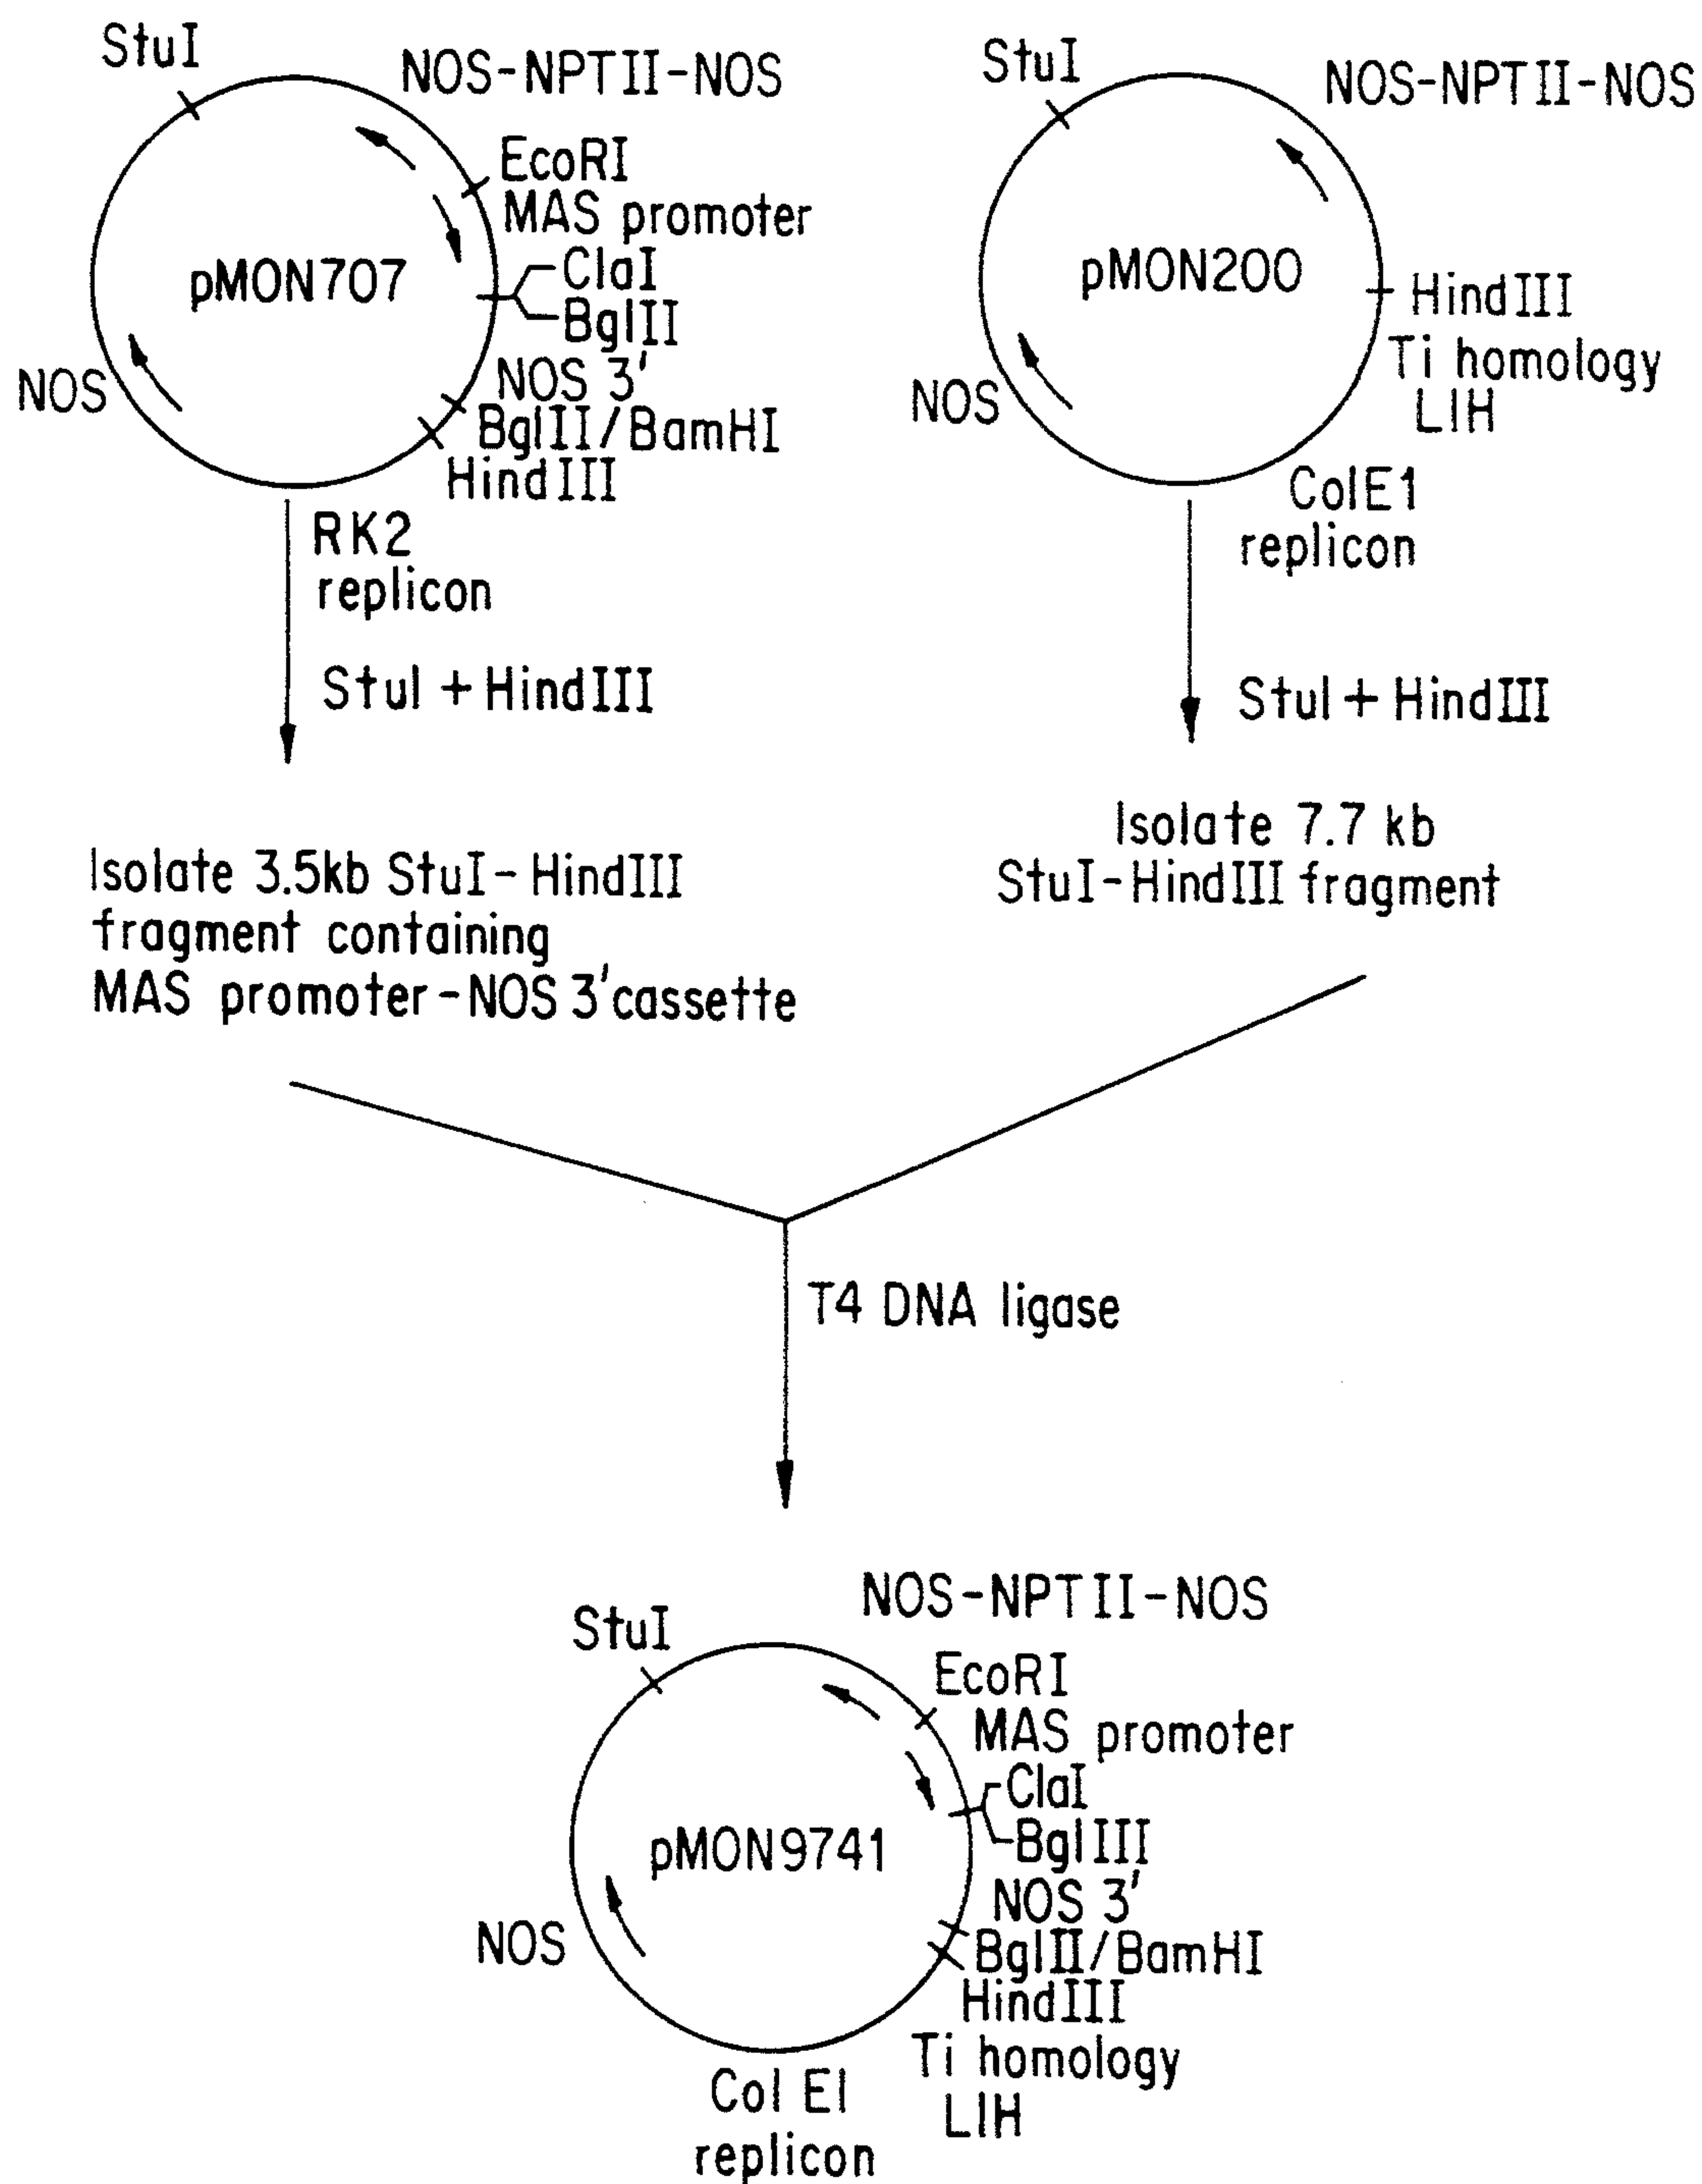 StuI
NOS-NPTII-NOS
EcoRI
MAS promoter
ClaI
BglII
pMON707
NOS
NOS 3'
BglII/BamHI
HindIII
RK2
replicon
StuI + HindIII
Isolate 3.5kb StuI-HindIII
fragment containing
MAS promoter-NOS 3' cassette
StuI
NOS-NPTII-NOS
pMON200
HindIII
Ti homology
LIH
NOS
ColE1
replicon
StuI + HindIII
Isolate 7.7 kb
StuI-HindIII fragment
T4 DNA ligase
StuI
NOS-NPTII-NOS
EcoRI
MAS promoter
ClaI
BglIII
pMON9741
NOS
NOS 3'
BglII/BamHI
HindIII
Ti homology
LIH
Col E1
replicon